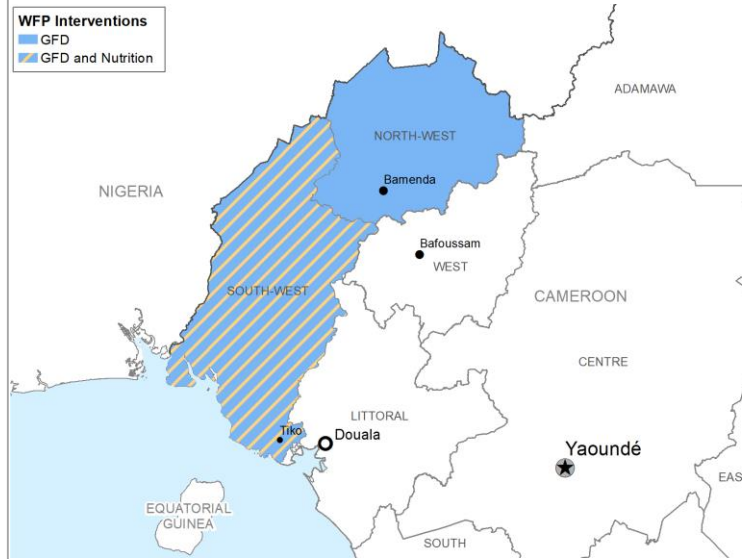 WFP Interventions
GFD
GFD and Nutrition
ADAMAWA
NORTH-WEST
Bamenda
NIGERIA
Bafoussam
WEST
SOUTH-WEST
CAMEROON
CENTRE
LITTORAL
Tiko
Douala
Yaoundé
EAS
EQUATORIAL
GUINEA
SOUTH